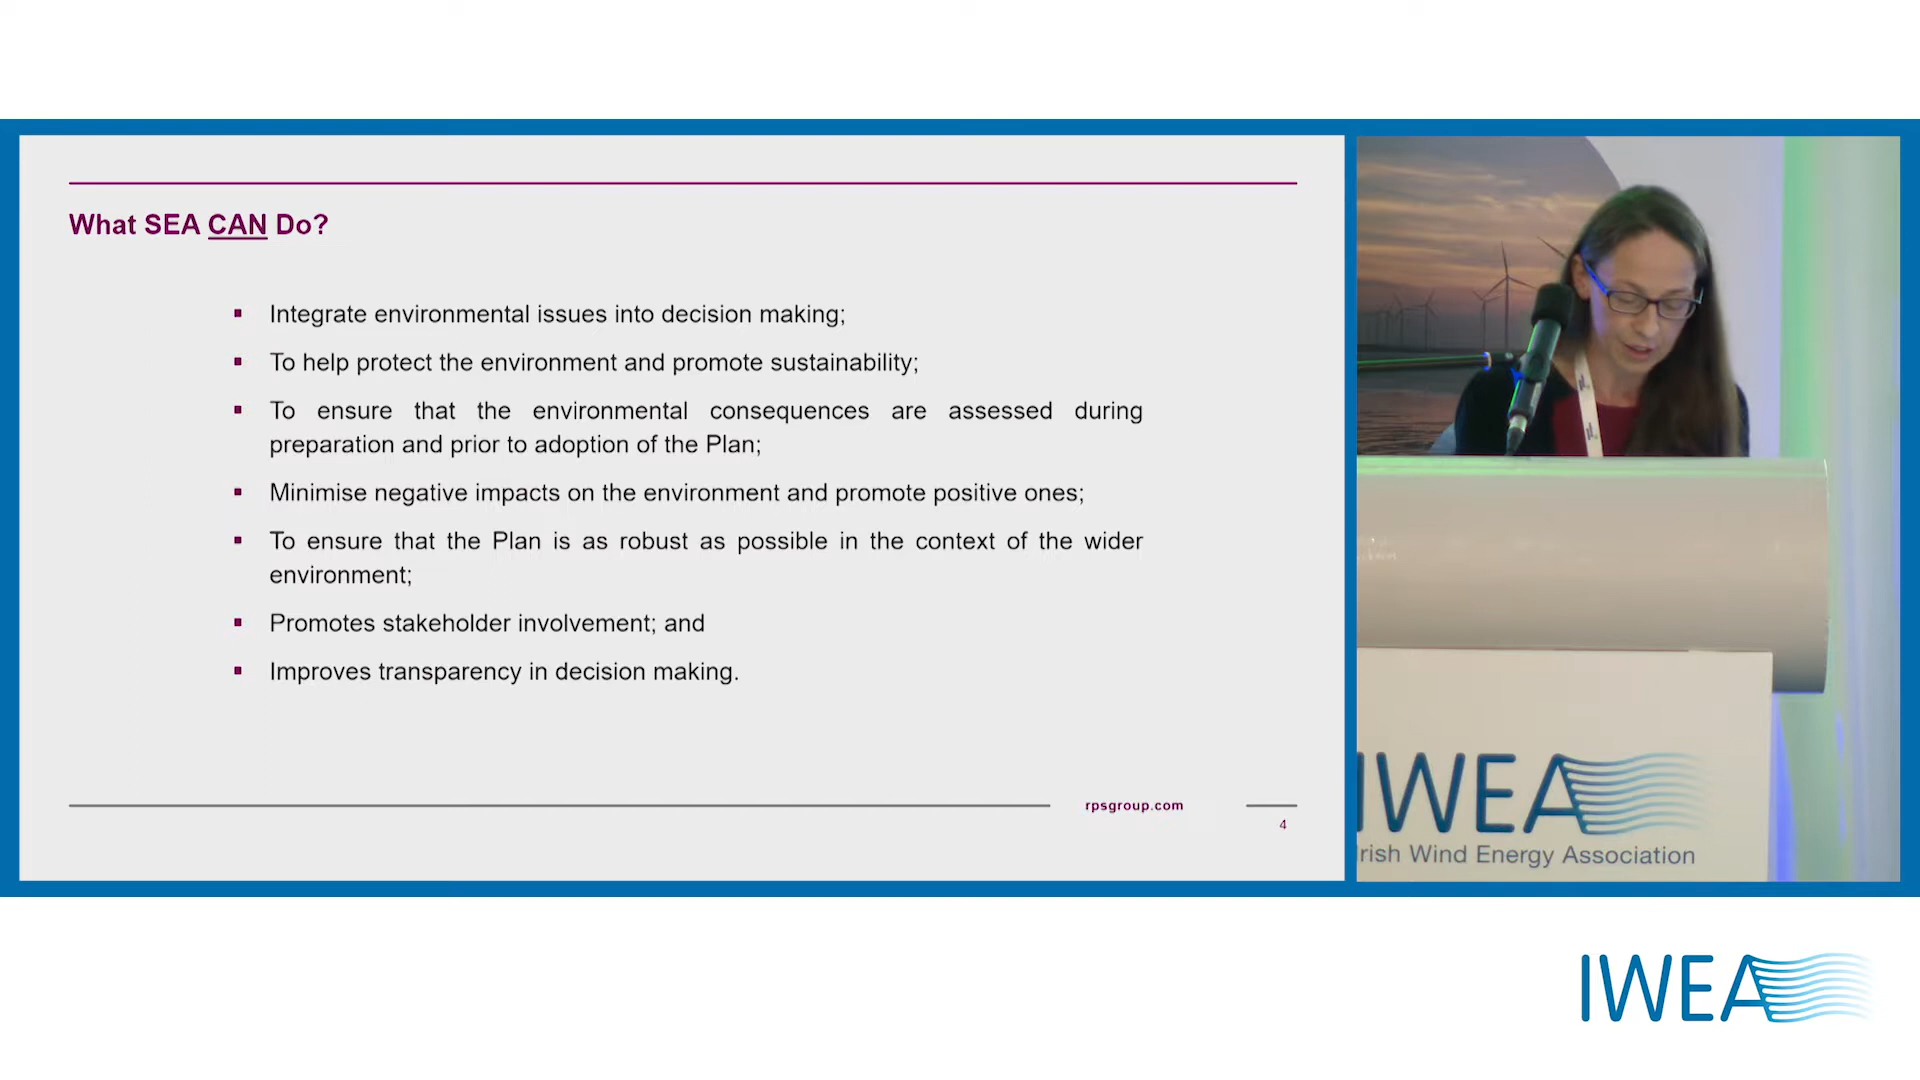 What SEA CAN Do?
Integrate environmental issues into decision making;
To help protect the environment and promote sustainability;
To ensure that the environmental consequences are assessed during
preparation and prior to adoption of the Plan;
Minimise negative impacts on the environment and promote positive ones;
To ensure that the Plan is as robust as possible in the context of the wider
environment;
Promotes stakeholder involvement; and
Improves transparency in decision making.
rpsgroup.com
4
IWEA
Irish Wind Energy Association
IWEA